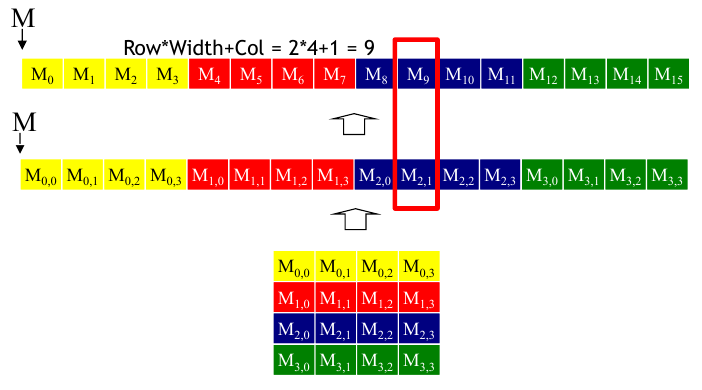 M
Row*Width+Col = 2*4+1 = 9
M0 M1 M2 M3 M4 M5 M6 M7 M8 M9 M10 M11 M12 M13 M14 M15
M
M0,0 M0,1 M0,2 M0,3 M1,0 M1,1 M1,2 M1,3 M2,0 M2,1 M2,2 M2,3 M3,0 M3,1 M3,2 M3,3
M0,0 M0,1 M0,2 M0,3
M1,0 M1,1 M1,2 M1,3
M2,0 M2,1 M2,2 M2,3
M3,0 M3,1 M3,2 M3,3